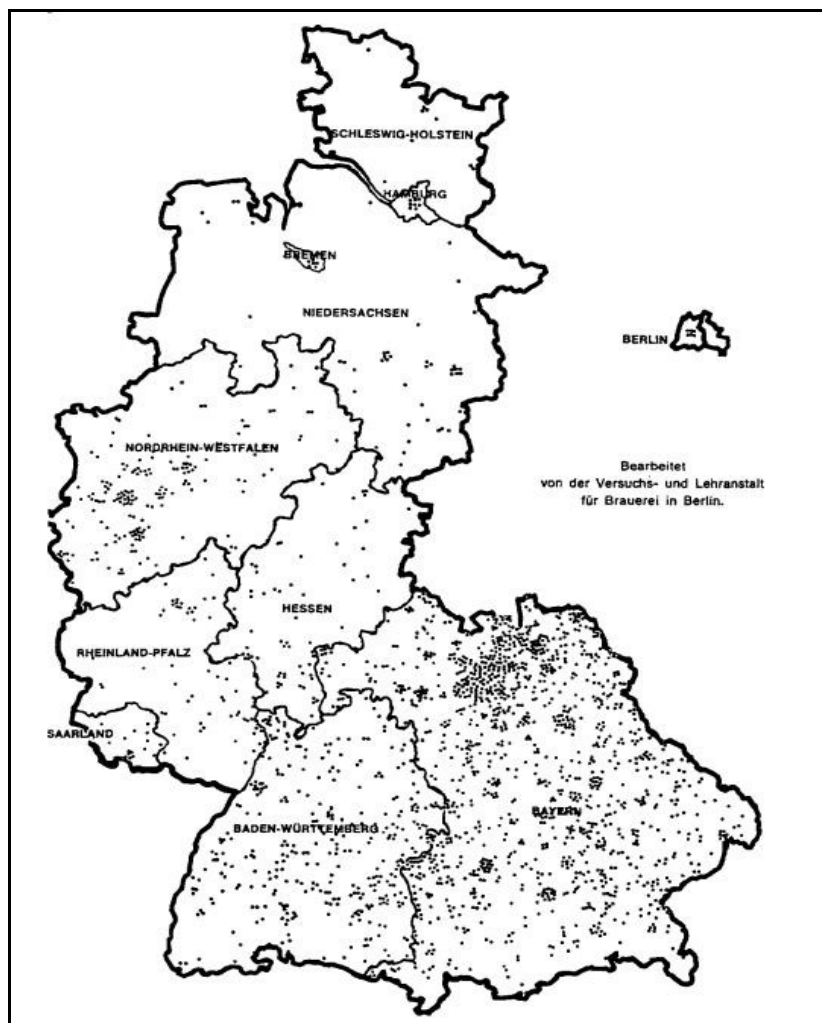 SCHLESWIG-HOLSTEIN
HAMBURG
BREMEN
NIEDERSACHSEN
BERLIN
NORDRHEIN-WESTFALEN
Bearbeitet
von der Versuchs- und Lehranstalt
für Brauerei in Berlin.
HESSEN
RHEINLAND-PFALZ
SAARLAND
BAYERN
BADEN-WÜRTTEMBERG